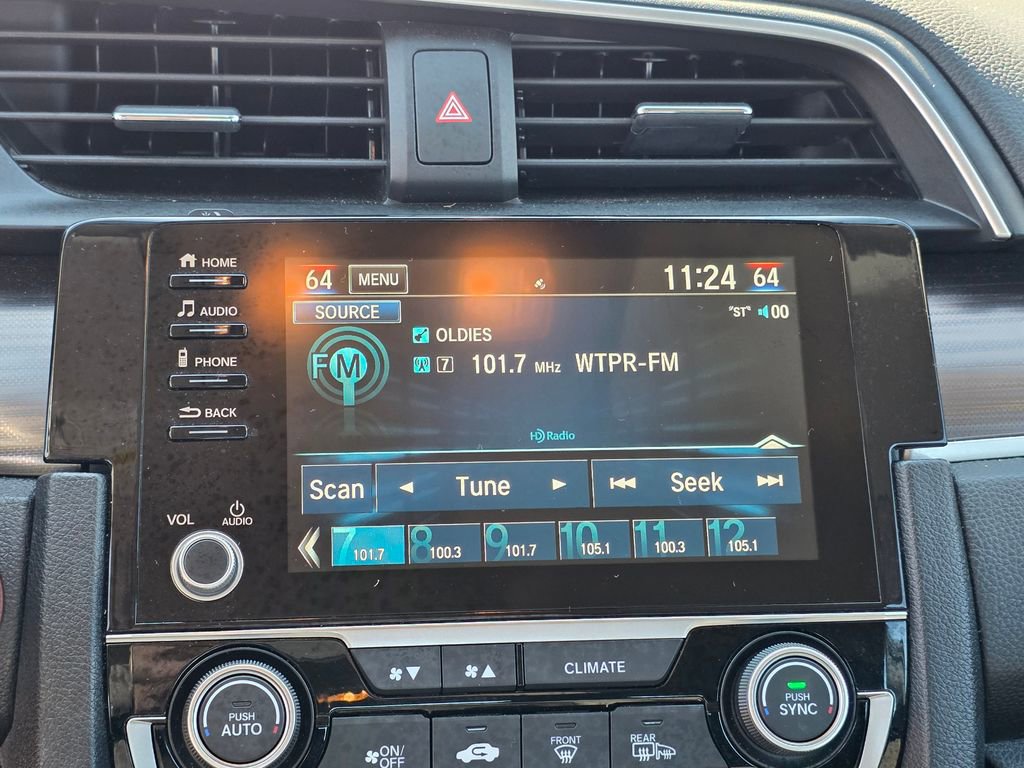 HOME
AUDIO
PHONE
BACK
VOL AUDIO
64 MENU 11:24 64
SOURCE "ST" 00
FM OLDIES
7 101.7 MHz WTPR-FM
HD Radio
Scan Tune Seek
7 101.7 8 100.3 9 101.7 10 105.1 11 100.3 12 105.1
CLIMATE
PUSH AUTO
PUSH SYNC
ON/OFF
FRONT
REAR